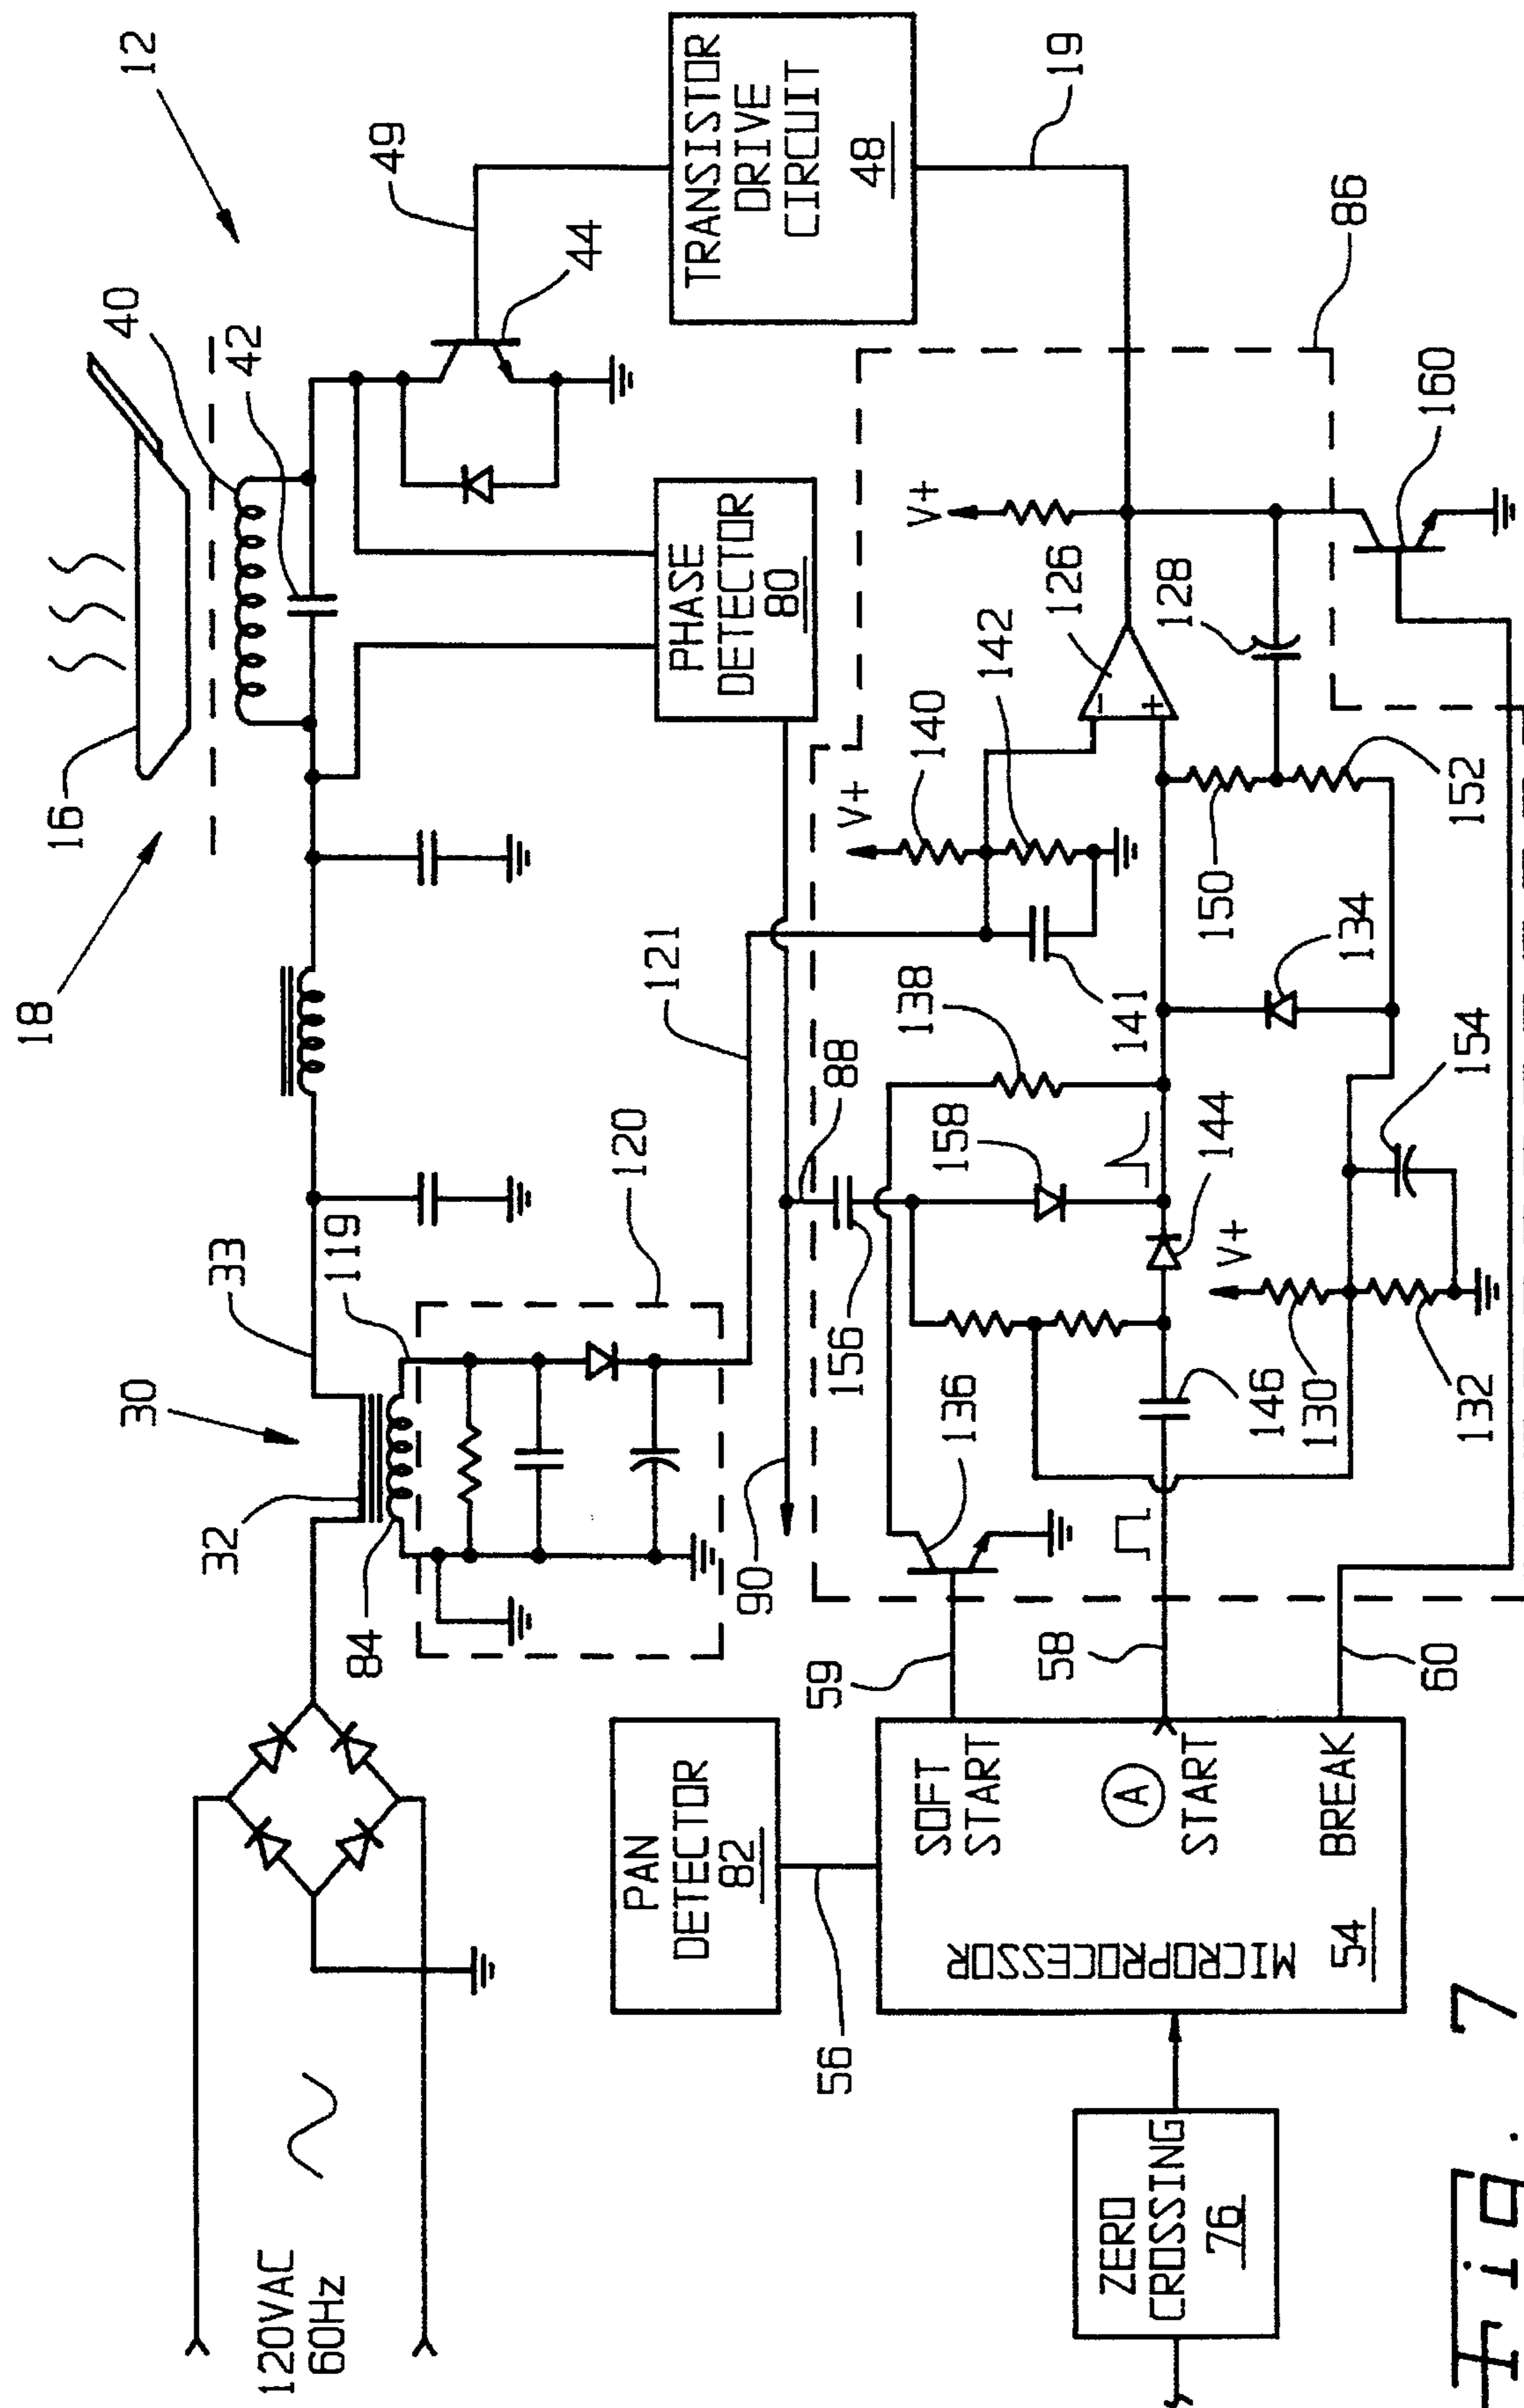 12
18
16
40
42
49
44
TRANSISTOR
DRIVE
CIRCUIT
48
19
120VAC
60Hz
30
32
33
84
119
120
121
PHASE
DETECTOR
80
90
88
86
PAN
DETECTOR
82
56
59
58
60
SOFT
START
A
START
BREAK
MICROPROCESSOR
54
ZERO
CROSSING
76
136
156
158
138
144
146
V+
130
132
154
134
141
V+
140
142
-
+
126
V+
128
150
152
160
Fig. 7